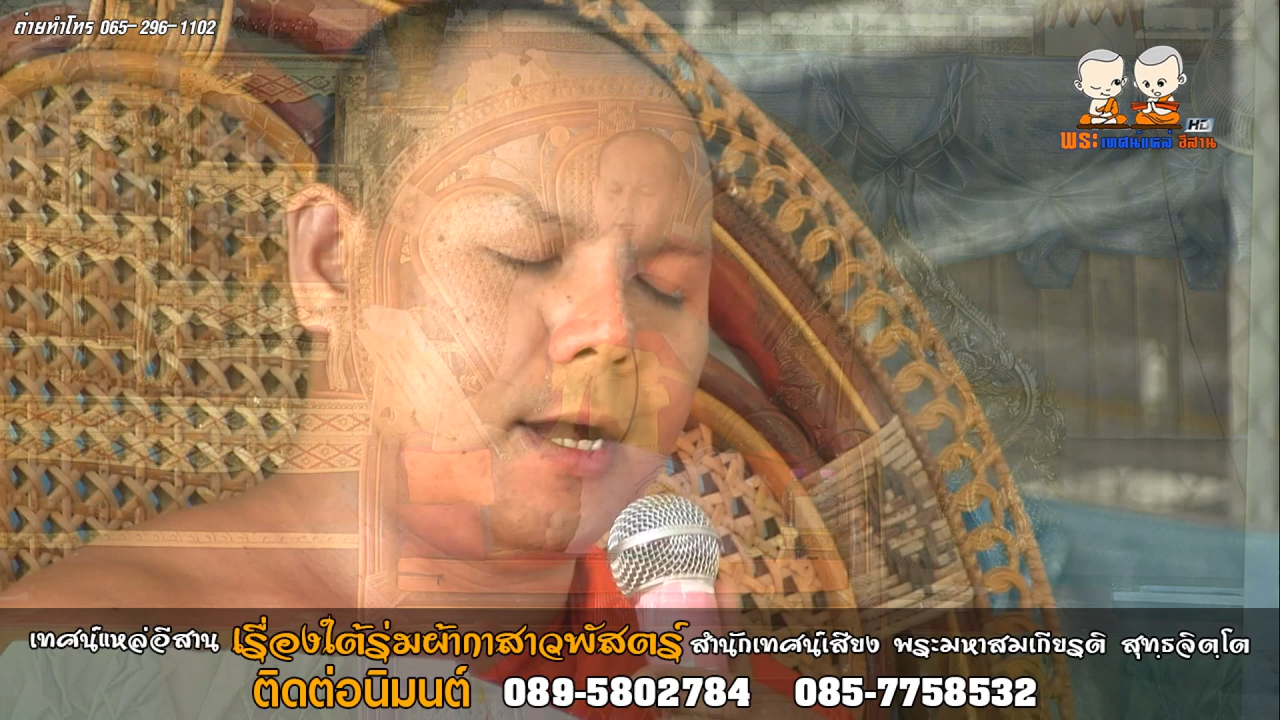 ถ่ายทำโทร 065-296-1102
HD
พระเทศน์แหล่ อีสาน
เทศน์แหล่อีสาน เรื่องใต้ร่มผ้ากาสาวพัสตร์ สำนักเทศน์เสียง พระมหาสมเกียรติ สุทฺธจิตฺโต
ติดต่อนิมนต์ 089-5802784 085-7758532